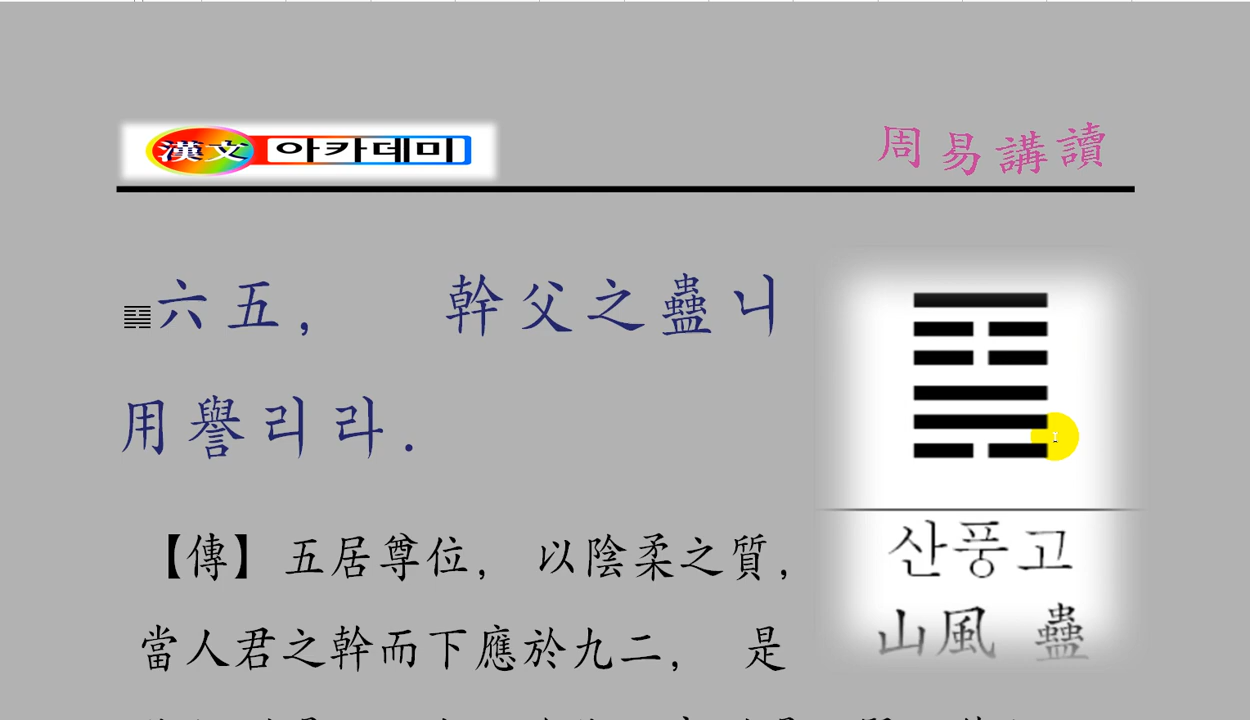 漢文 아카데미
周易講讀
䷑六五, 幹父之蠱니
用譽리라.
【傳】 五居尊位, 以陰柔之質,
當人君之幹而下應於九二, 是
산풍고
山風 蠱